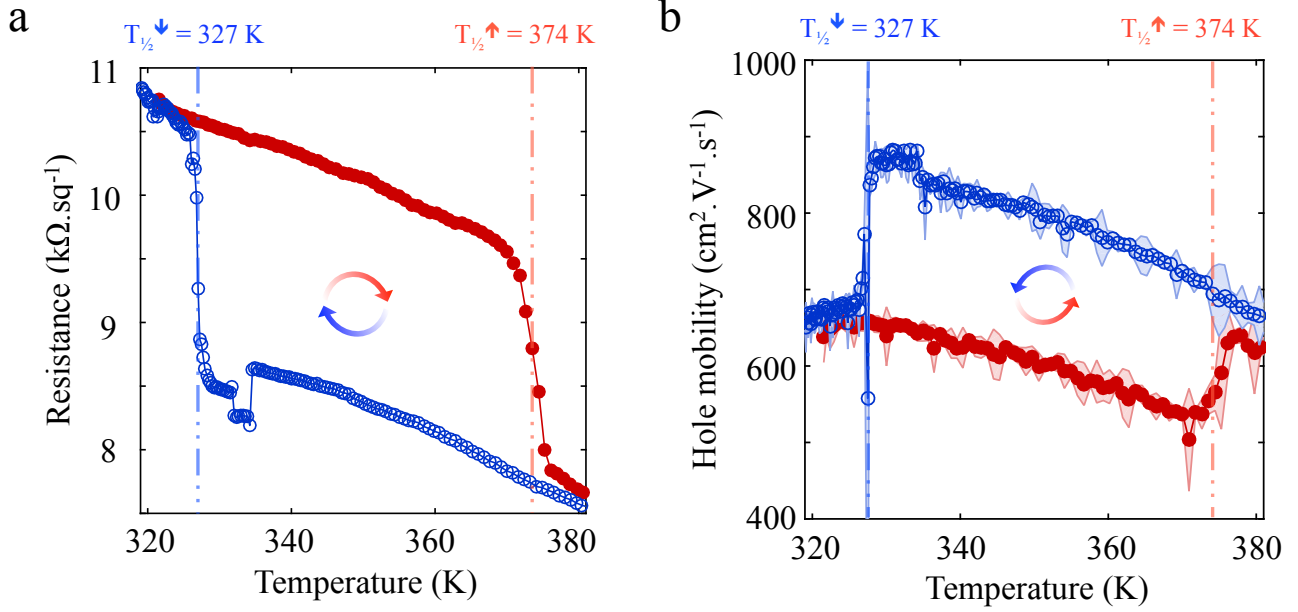 a
T½🡳 = 327 K
T½🡱 = 374 K
11
10
9
8
Resistance (kΩ.sq⁻¹)
320
340
360
380
Temperature (K)
b
T½🡳 = 327 K
T½🡱 = 374 K
1000
800
600
400
Hole mobility (cm².V⁻¹.s⁻¹)
320
340
360
380
Temperature (K)